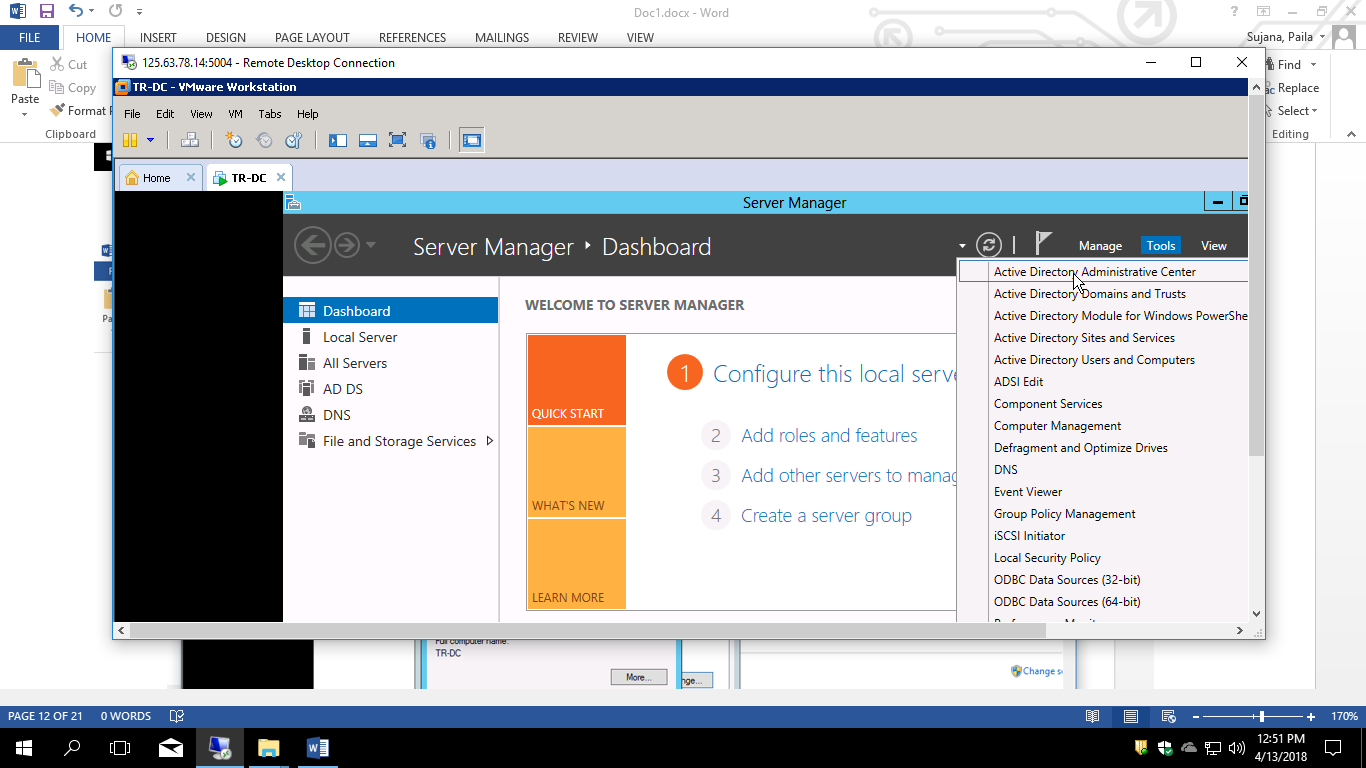 Doc1.docx - Word
FILE HOME INSERT DESIGN PAGE LAYOUT REFERENCES MAILINGS REVIEW VIEW
Sujana, Paila
Cut
Copy
Format
Paste
Clipboard
Find
Replace
Select
Editing
125.63.78.14:5004 - Remote Desktop Connection
TR-DC - VMware Workstation
File Edit View VM Tabs Help
Home TR-DC
Server Manager
Server Manager Dashboard
Manage Tools View
Dashboard
Local Server
All Servers
AD DS
DNS
File and Storage Services
WELCOME TO SERVER MANAGER
QUICK START
WHAT'S NEW
LEARN MORE
1 Configure this local serve
2 Add roles and features
3 Add other servers to manag
4 Create a server group
Active Directory Administrative Center
Active Directory Domains and Trusts
Active Directory Module for Windows PowerShe
Active Directory Sites and Services
Active Directory Users and Computers
ADSI Edit
Component Services
Computer Management
Defragment and Optimize Drives
DNS
Event Viewer
Group Policy Management
iSCSI Initiator
Local Security Policy
ODBC Data Sources (32-bit)
ODBC Data Sources (64-bit)
Full computer name:
TR-DC
More...
nge...
Change s
PAGE 12 OF 21 0 WORDS
170%
12:51 PM
4/13/2018